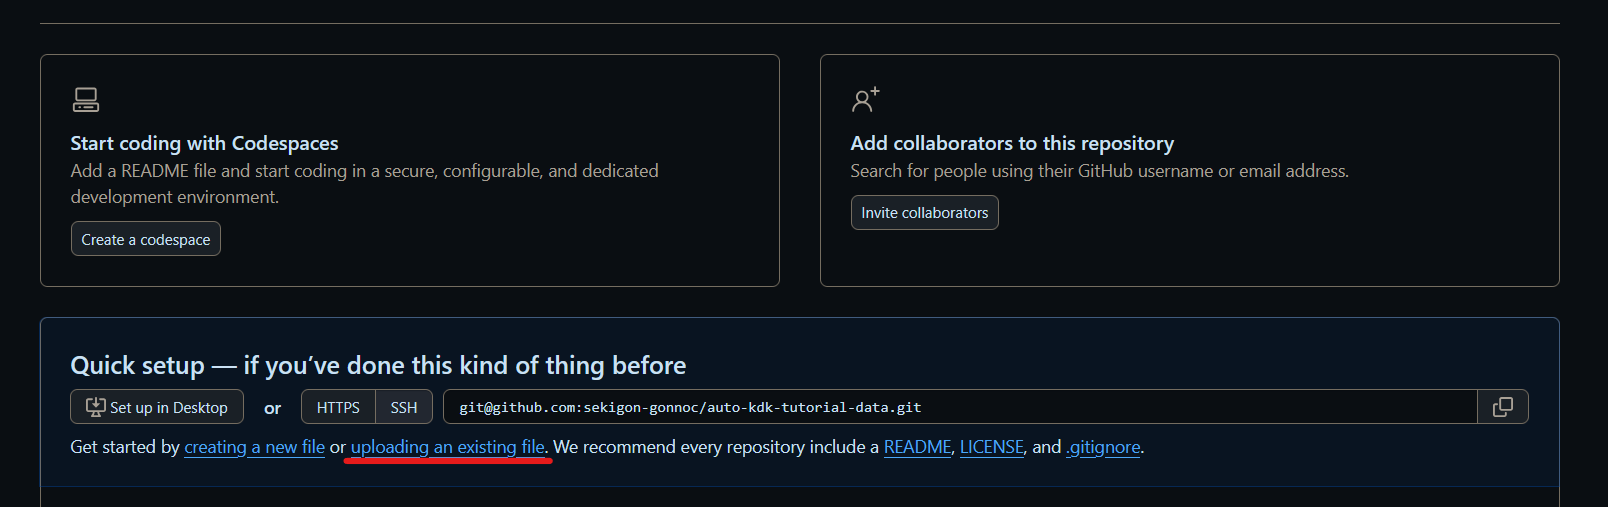 Start coding with Codespaces
Add a README file and start coding in a secure, configurable, and dedicated
development environment.
Create a codespace
Add collaborators to this repository
Search for people using their GitHub username or email address.
Invite collaborators
Quick setup — if you’ve done this kind of thing before
Set up in Desktop or HTTPS SSH git@github.com:sekigon-gonnoc/auto-kdk-tutorial-data.git
Get started by creating a new file or uploading an existing file. We recommend every repository include a README, LICENSE, and .gitignore.